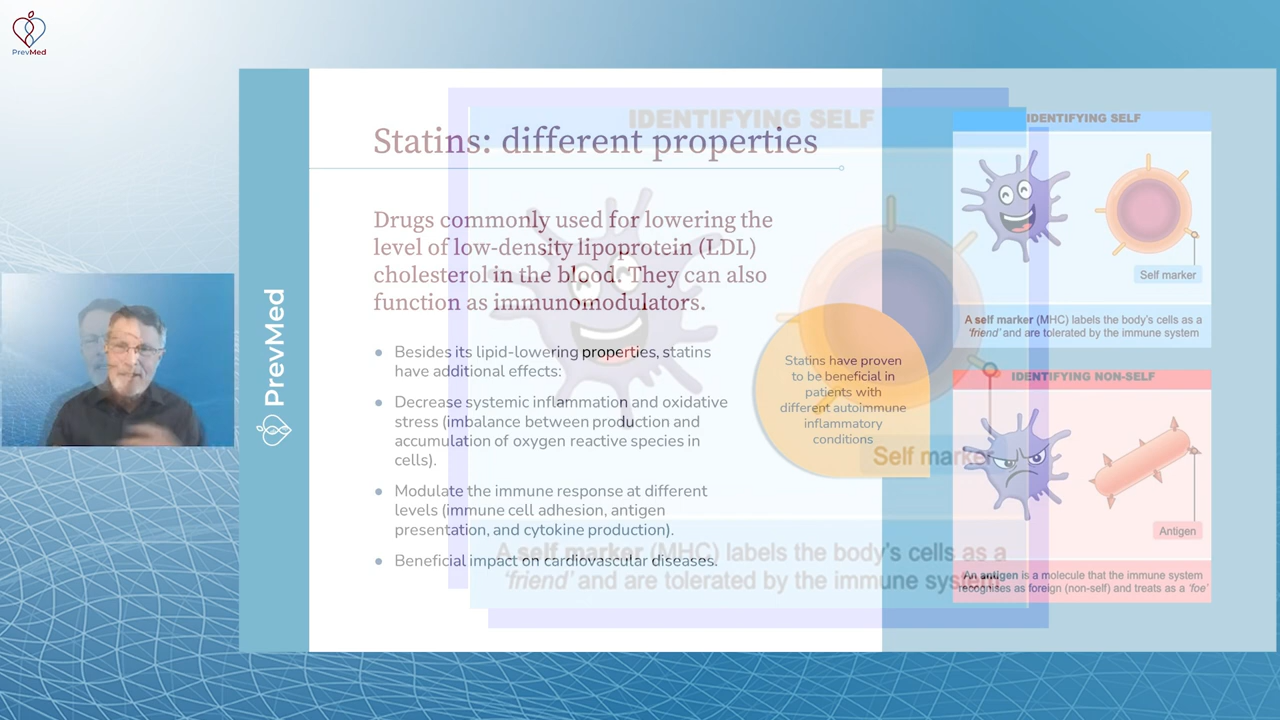 PrevMed
PrevMed
Statins: different properties
Drugs commonly used for lowering the
level of low-density lipoprotein (LDL)
cholesterol in the blood. They can also
function as immunomodulators.
● Besides its lipid-lowering properties, statins
have additional effects:
● Decrease systemic inflammation and oxidative
stress (imbalance between production and
accumulation of oxygen reactive species in
cells).
● Modulate the immune response at different
levels (immune cell adhesion, antigen
presentation, and cytokine production).
● Beneficial impact on cardiovascular diseases.
Statins have proven
to be beneficial in
patients with
different autoimmune
inflammatory
conditions
IDENTIFYING SELF
Self marker
A self marker (MHC) labels the body's cells as a
'friend' and are tolerated by the immune system
IDENTIFYING SELF
Self marker
A self marker (MHC) labels the body's cells as a
'friend' and are tolerated by the immune system
IDENTIFYING NON-SELF
Antigen
An antigen is a molecule that the immune system
recognises as foreign (non-self) and treats as a 'foe'